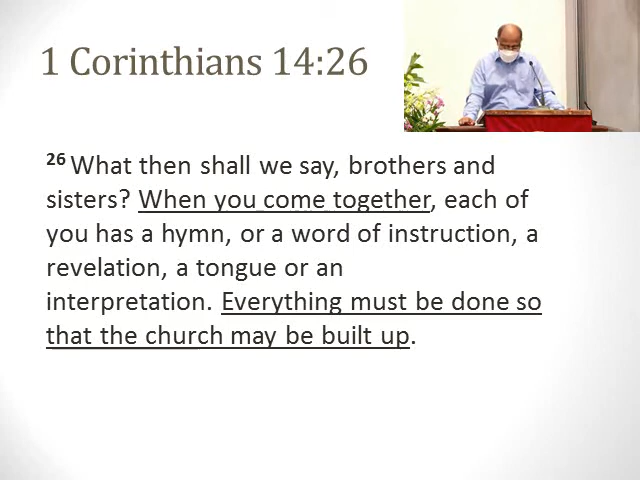 1 Corinthians 14:26
26 What then shall we say, brothers and
sisters? When you come together, each of
you has a hymn, or a word of instruction, a
revelation, a tongue or an
interpretation. Everything must be done so
that the church may be built up.